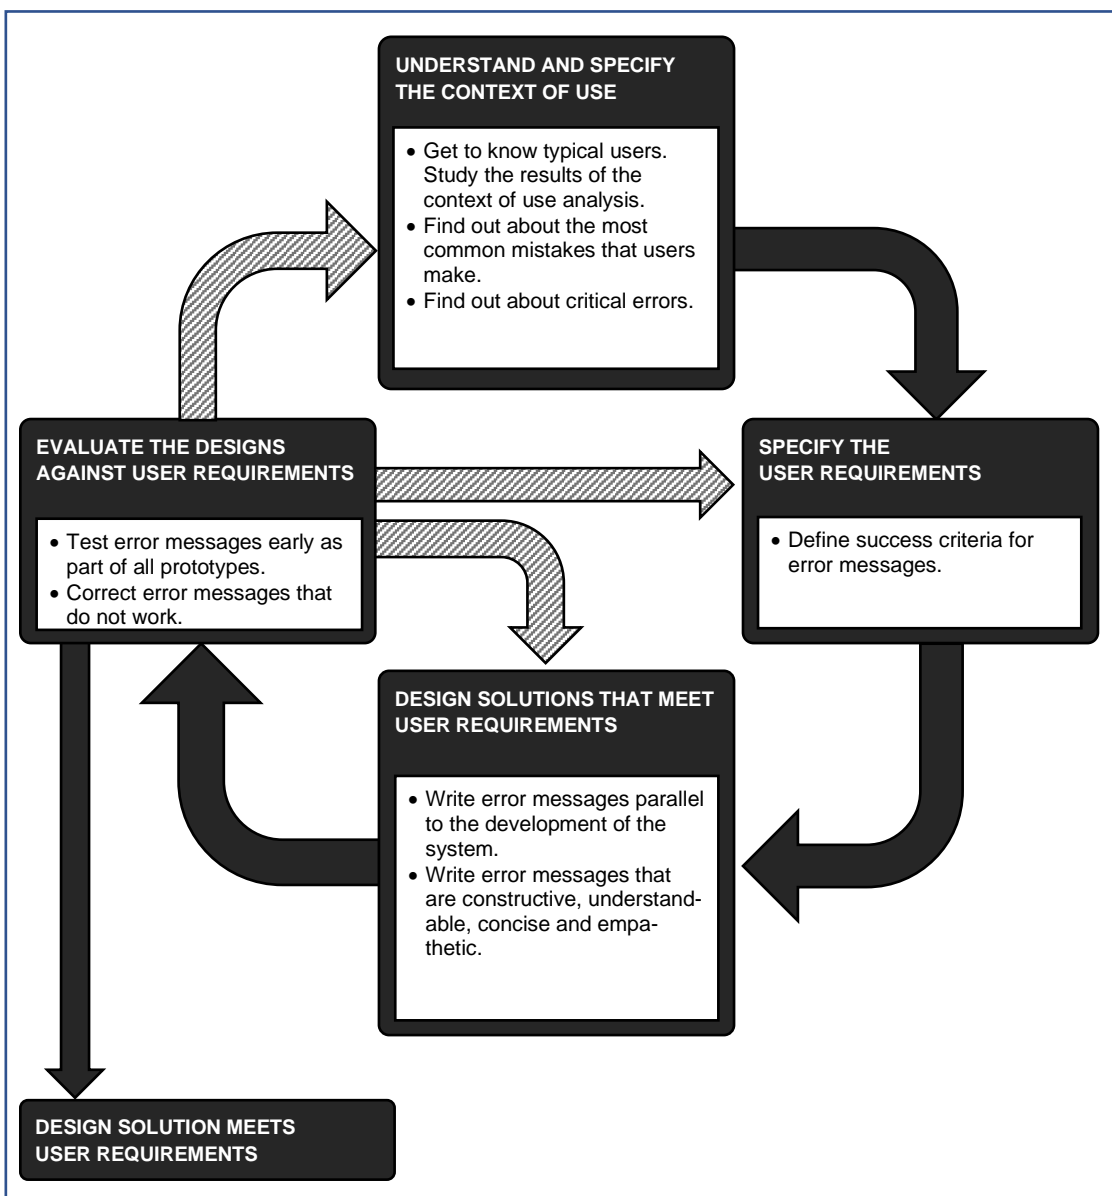 UNDERSTAND AND SPECIFY
THE CONTEXT OF USE
• Get to know typical users.
Study the results of the
context of use analysis.
• Find out about the most
common mistakes that users
make.
• Find out about critical errors.
EVALUATE THE DESIGNS
AGAINST USER REQUIREMENTS
• Test error messages early as
part of all prototypes.
• Correct error messages that
do not work.
SPECIFY THE
USER REQUIREMENTS
• Define success criteria for
error messages.
DESIGN SOLUTIONS THAT MEET
USER REQUIREMENTS
• Write error messages parallel
to the development of the
system.
• Write error messages that
are constructive, understand-
able, concise and empa-
thetic.
DESIGN SOLUTION MEETS
USER REQUIREMENTS